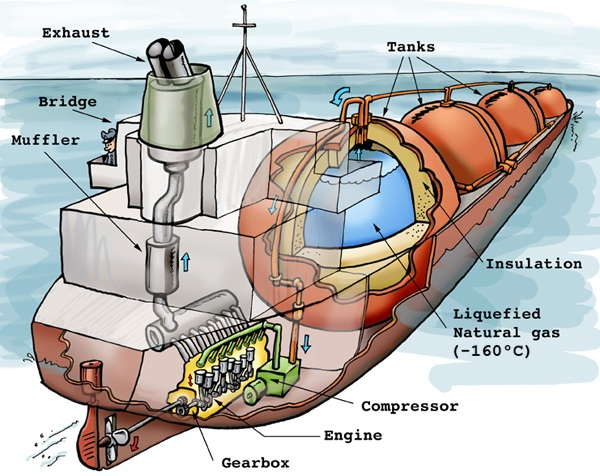 Exhaust
Tanks
Bridge
Muffler
Insulation
Liquefied
Natural gas
(-160°C)
Compressor
Engine
Gearbox